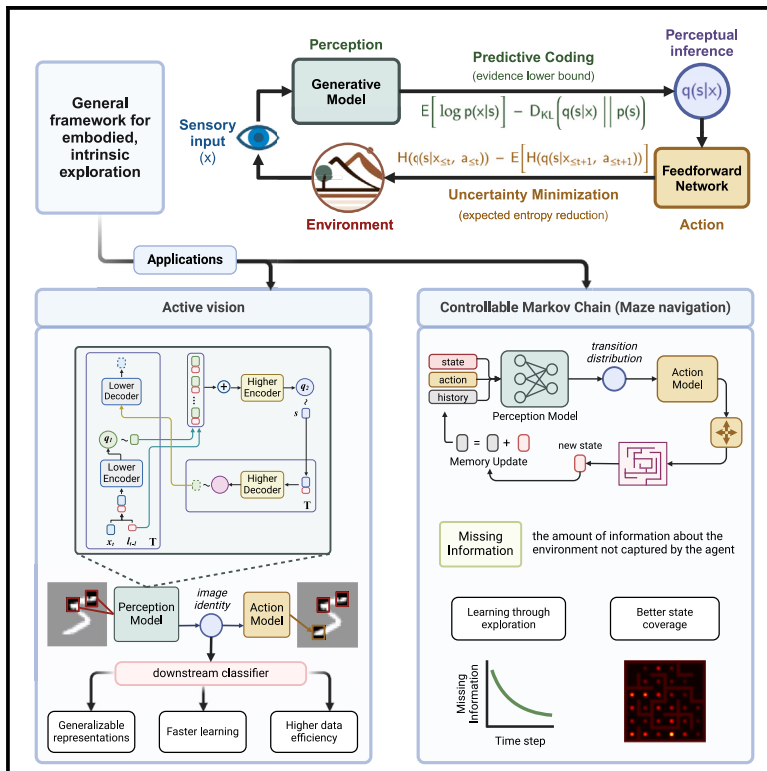 General
framework for
embodied,
intrinsic
exploration
Perception
Generative
Model
Predictive Coding
(evidence lower bound)
E[log p(x|s)] − D_KL(q(s|x) || p(s))
Perceptual
inference
q(s|x)
Sensory
input
(x)
H(q(s|x≤t, a≤t)) − E[H(q(s|x≤t+1, a≤t+1))]
Uncertainty Minimization
(expected entropy reduction)
Environment
Feedforward
Network
Action
Applications
Active vision
Lower
Decoder
q₁ ~
Lower
Encoder
xₜ lₜ₋₁ T
...
+
Higher
Encoder
q₂
~
s
~
Higher
Decoder
T
Perception
Model
image
identity
Action
Model
downstream classifier
Generalizable
representations
Faster learning
Higher data
efficiency
Controllable Markov Chain (Maze navigation)
state
action
history
Perception Model
transition
distribution
Action
Model
= +
Memory Update
new state
Missing
Information
the amount of information about the
environment not captured by the agent
Learning through
exploration
Better state
coverage
Missing
Information
Time step